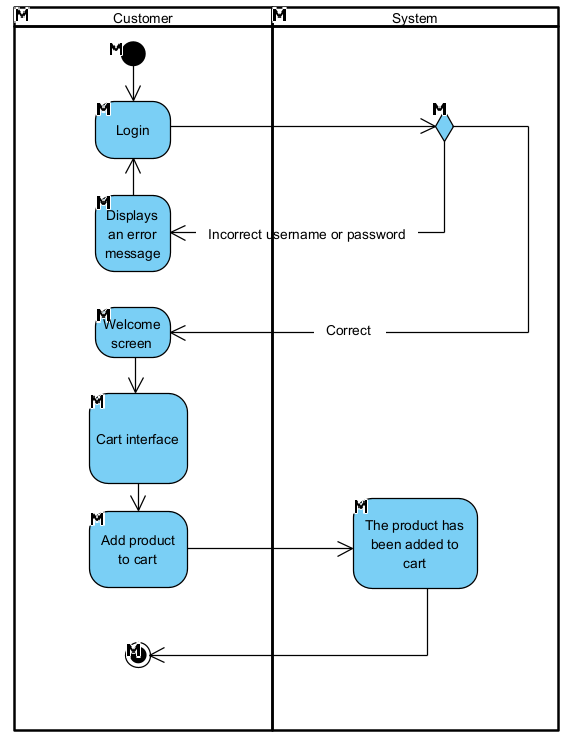 M Customer
M System
M
M
Login
M
M
Displays
an error
message
Incorrect username or password
M
Welcome
screen
Correct
M
Cart interface
M
Add product
to cart
M
The product has
been added to
cart
M